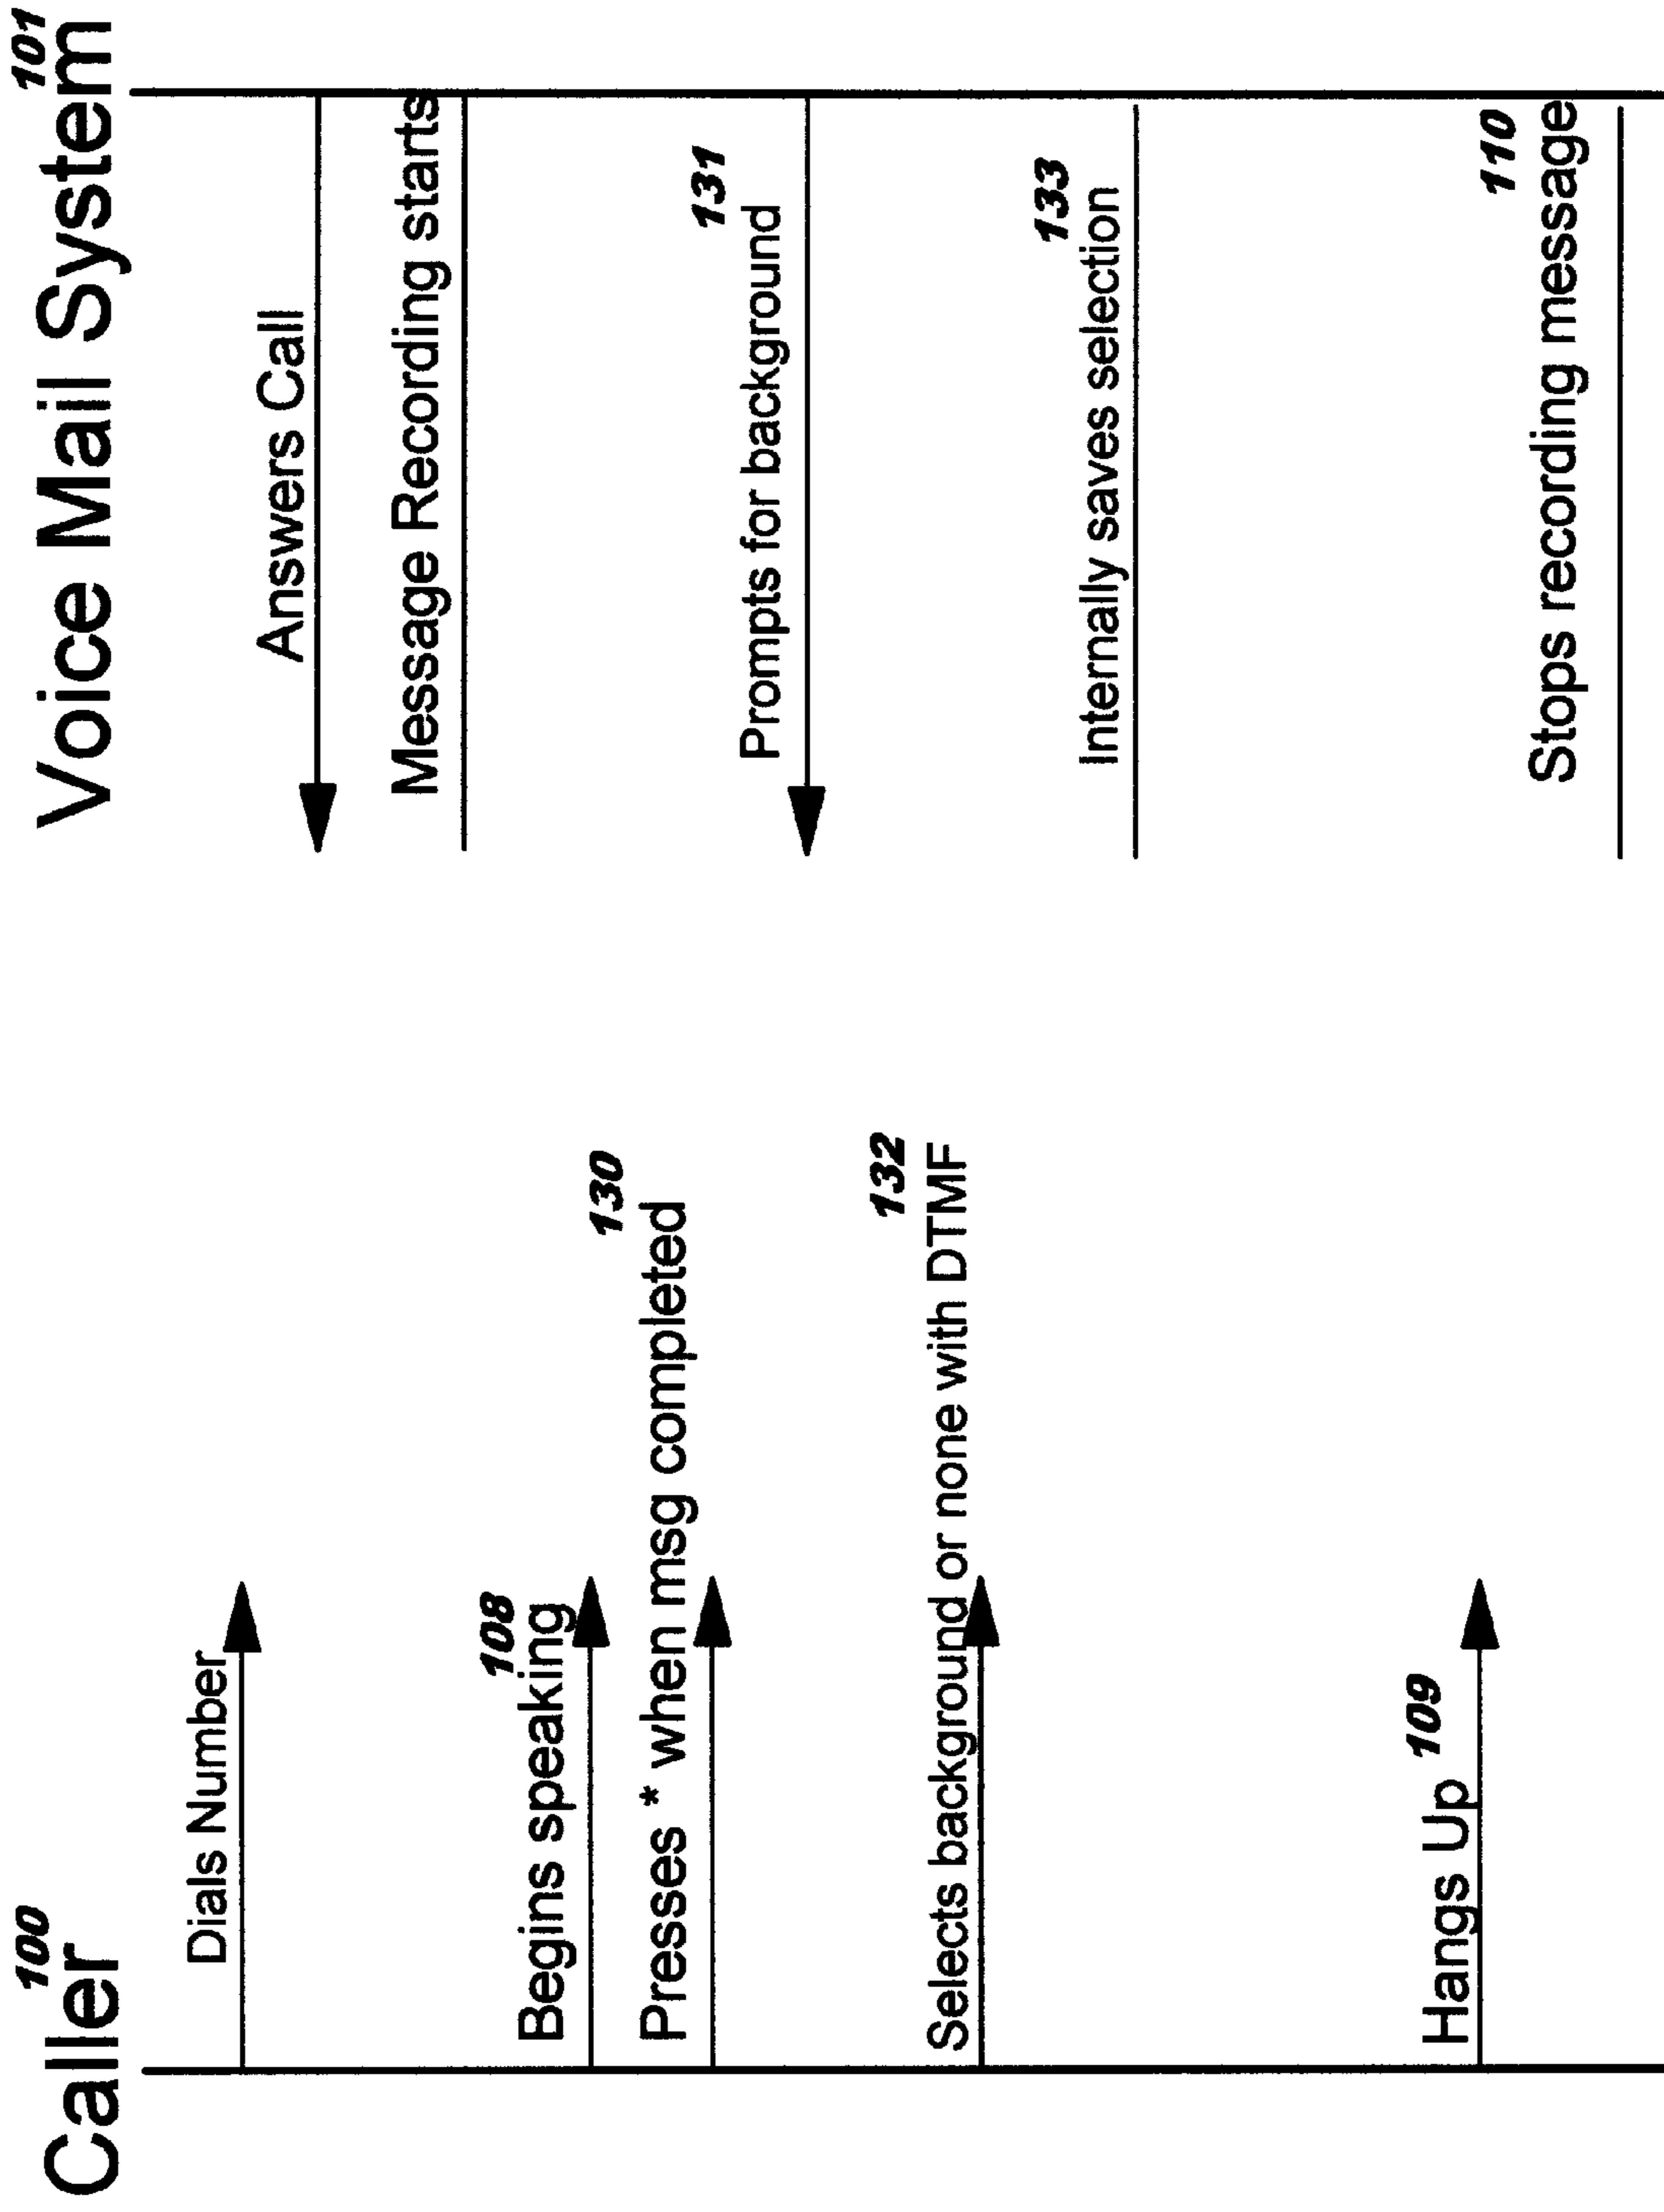 100
Caller
101
Voice Mail System
Dials Number
Answers Call
Message Recording starts
108
Begins speaking
130
Presses * when msg completed
131
Prompts for background
132
Selects background or none with DTMF
133
Internally saves selection
Hangs Up 109
110
Stops recording message